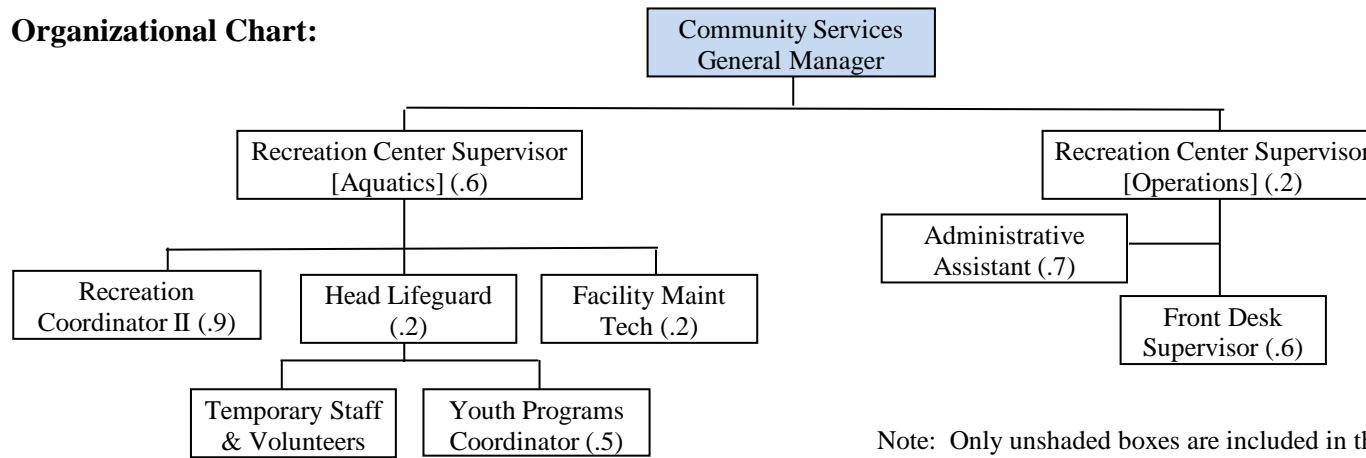 Organizational Chart:
Community Services
General Manager
Recreation Center Supervisor
[Aquatics] (.6)
Recreation Center Supervisor
[Operations] (.2)
Administrative
Assistant (.7)
Recreation
Coordinator II (.9)
Head Lifeguard
(.2)
Facility Maint
Tech (.2)
Front Desk
Supervisor (.6)
Temporary Staff
& Volunteers
Youth Programs
Coordinator (.5)
Note: Only unshaded boxes are included in